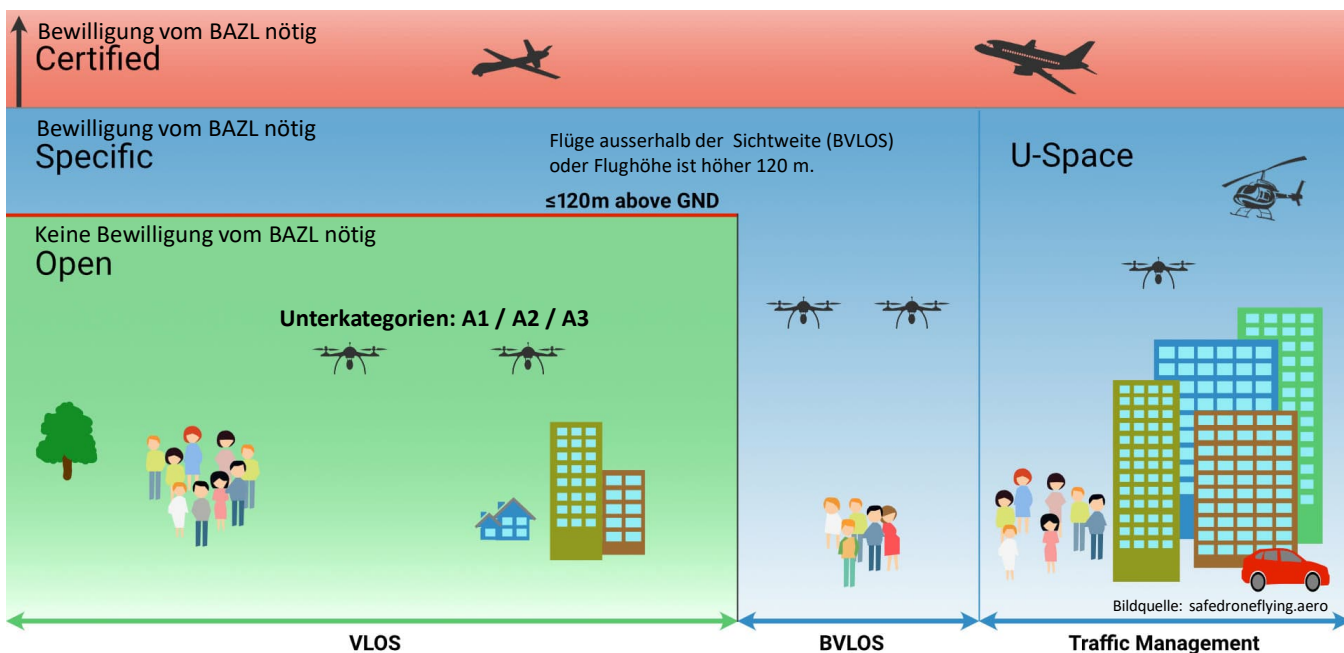 Bewilligung vom BAZL nötig
Certified
Bewilligung vom BAZL nötig
Specific
Flüge ausserhalb der Sichtweite (BVLOS)
oder Flughöhe ist höher 120 m.
≤120m above GND
U-Space
Keine Bewilligung vom BAZL nötig
Open
Unterkategorien: A1 / A2 / A3
Bildquelle: safedroneflying.aero
VLOS
BVLOS
Traffic Management